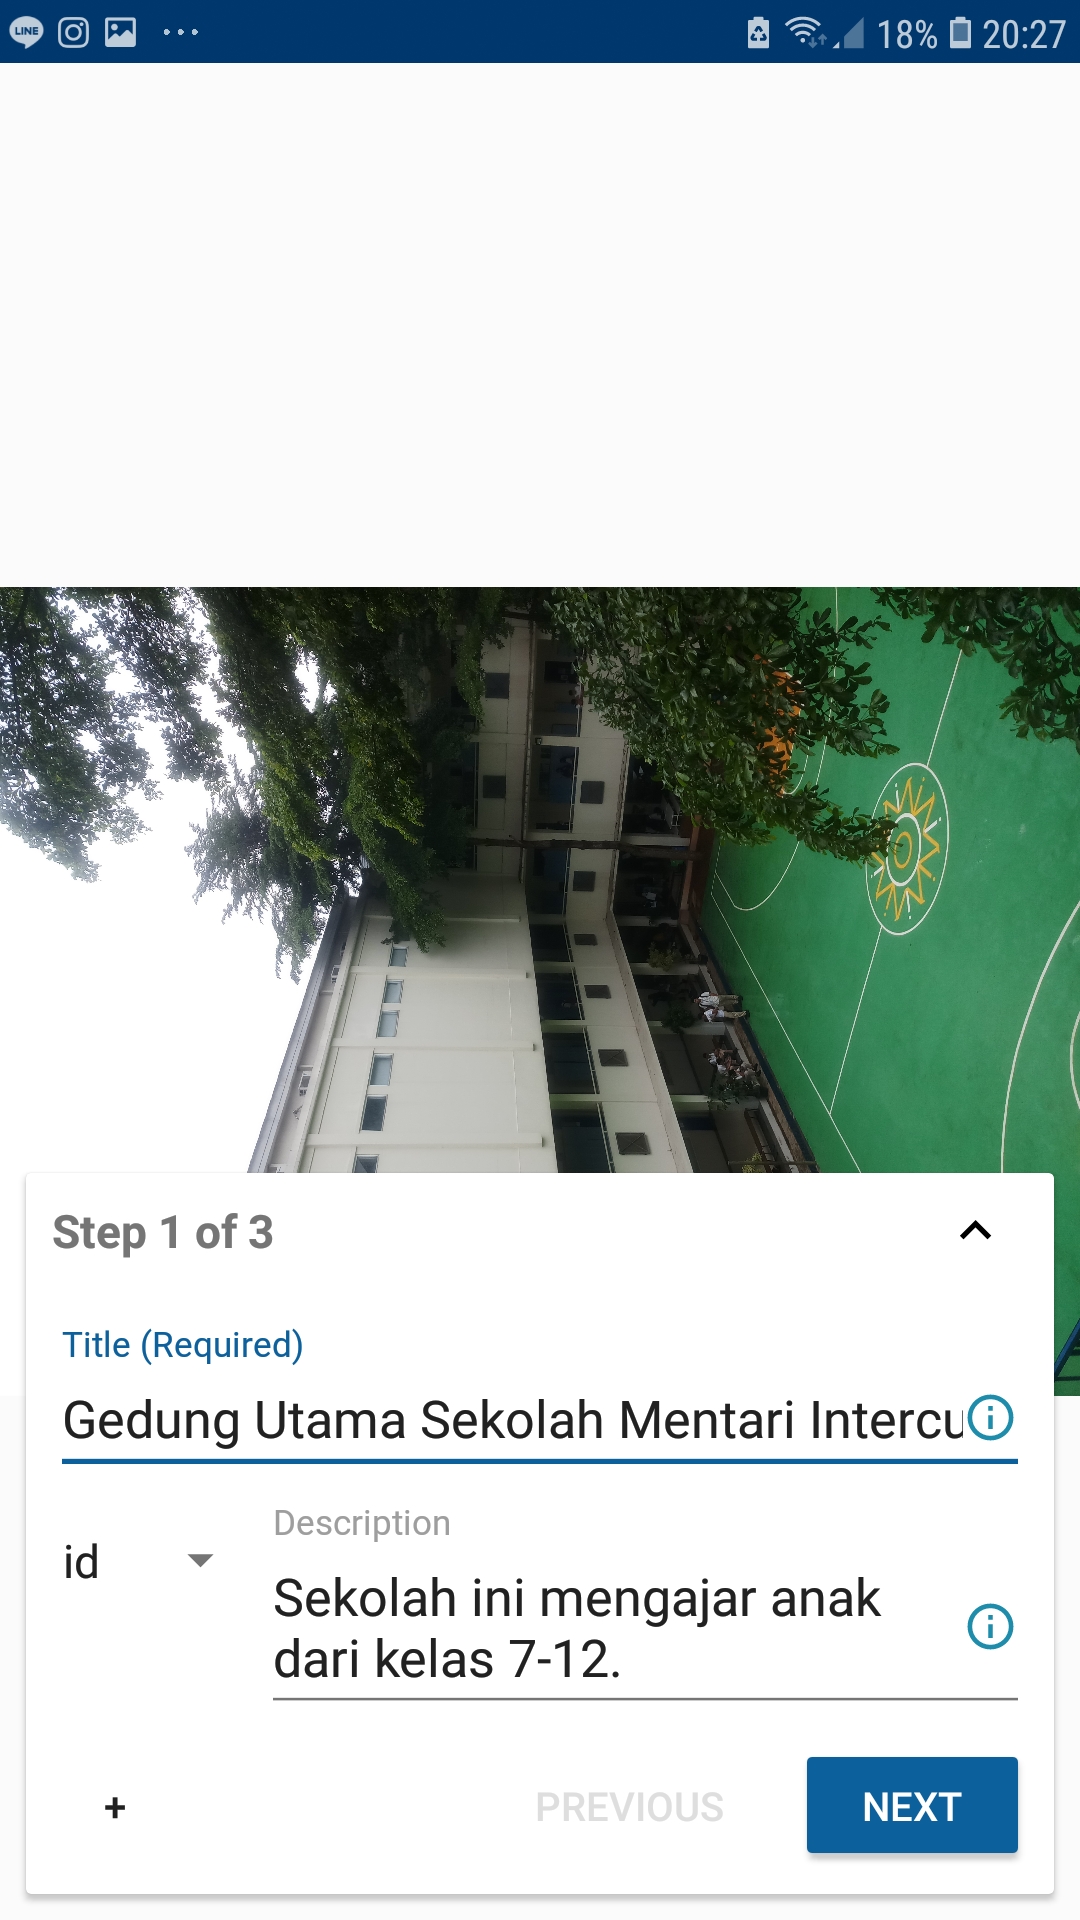 LINE
18% 20:27
Step 1 of 3
Title (Required)
Gedung Utama Sekolah Mentari Intercu
id
Description
Sekolah ini mengajar anak
dari kelas 7-12.
+
PREVIOUS
NEXT